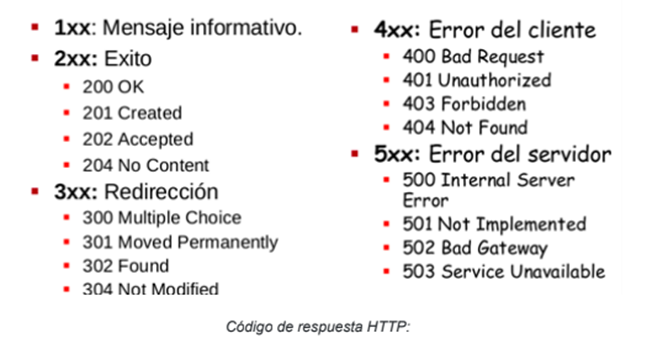 1xx: Mensaje informativo.
2xx: Exito
200 OK
201 Created
202 Accepted
204 No Content
3xx: Redirección
300 Multiple Choice
301 Moved Permanently
302 Found
304 Not Modified
4xx: Error del cliente
400 Bad Request
401 Unauthorized
403 Forbidden
404 Not Found
5xx: Error del servidor
500 Internal Server
Error
501 Not Implemented
502 Bad Gateway
503 Service Unavailable
Código de respuesta HTTP: